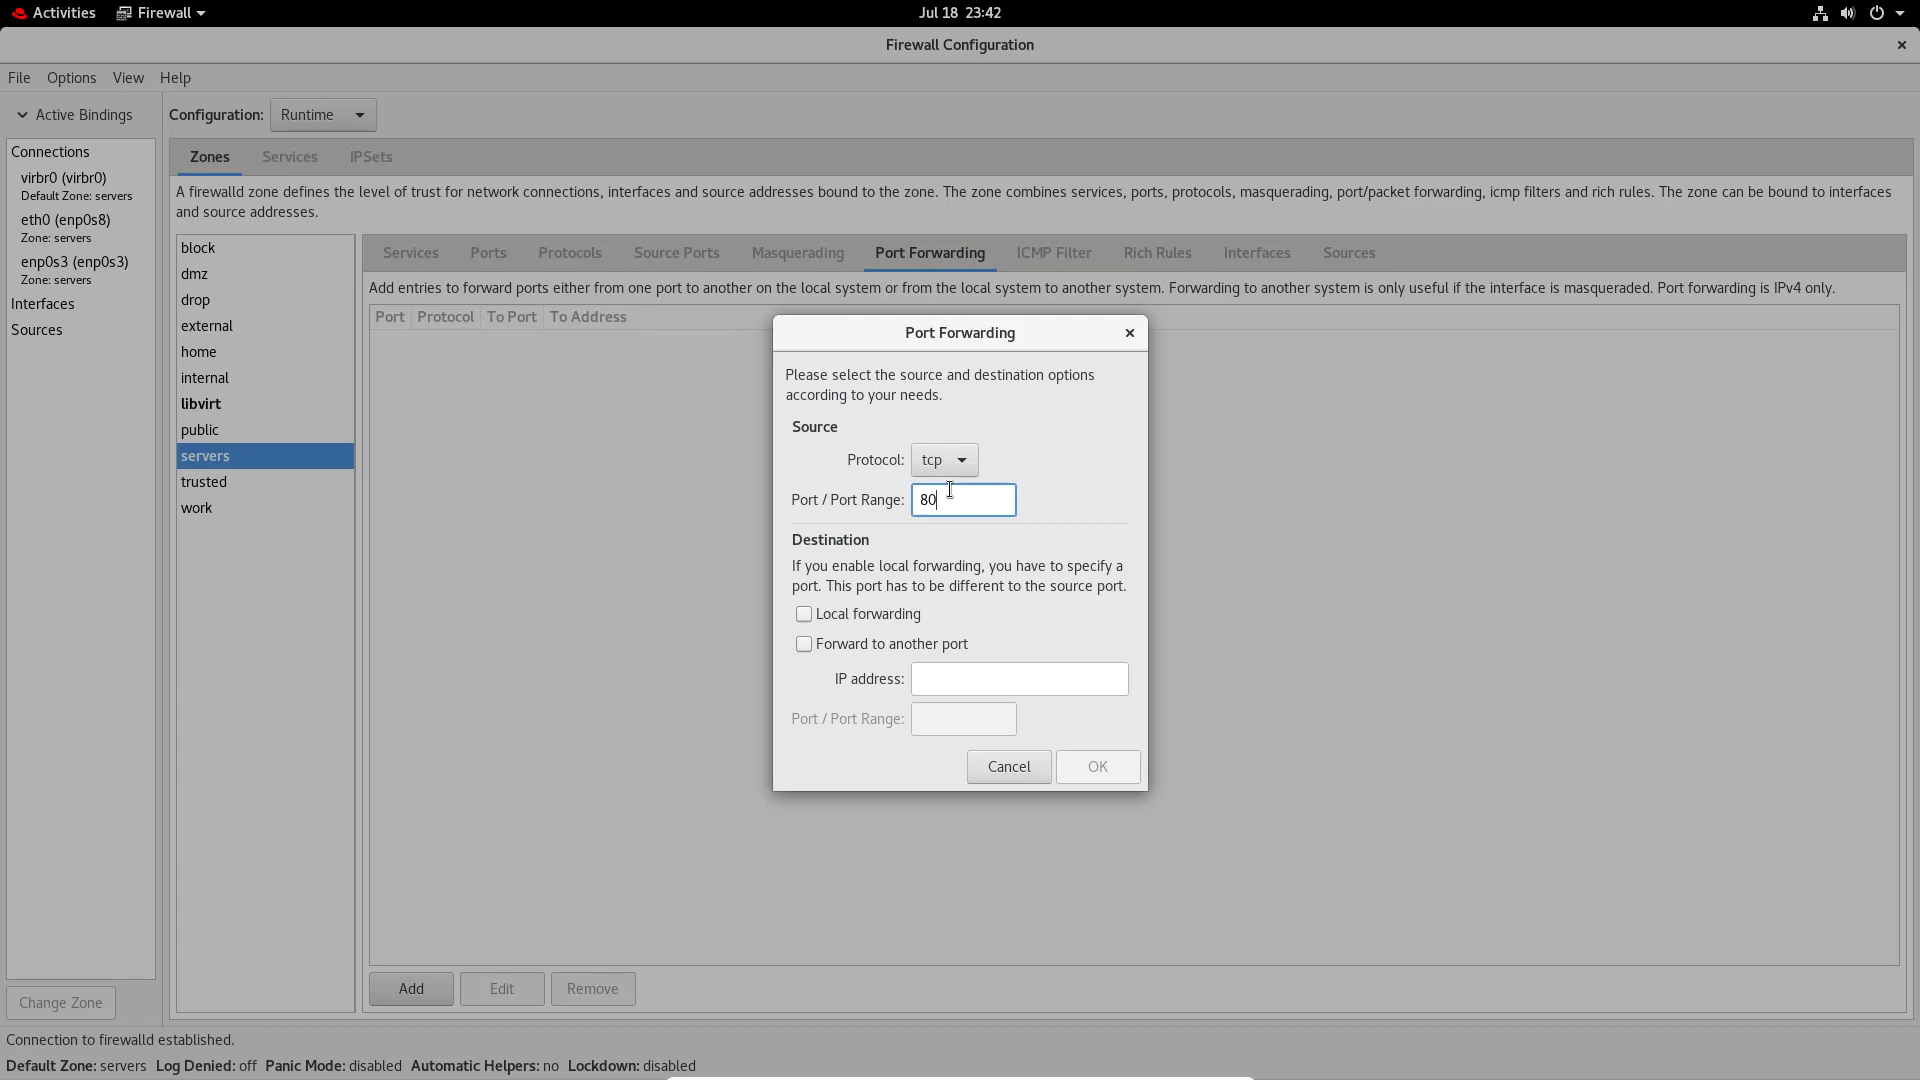 Activities Firewall Jul 18 23:42
Firewall Configuration
File Options View Help
Active Bindings
Configuration: Runtime
Connections
virbr0 (virbr0)
Default Zone: servers
eth0 (enp0s8)
Zone: servers
enp0s3 (enp0s3)
Zone: servers
Interfaces
Sources
Change Zone
Zones Services IPSets
A firewalld zone defines the level of trust for network connections, interfaces and source addresses bound to the zone. The zone combines services, ports, protocols, masquerading, port/packet forwarding, icmp filters and rich rules. The zone can be bound to interfaces
and source addresses.
block
dmz
drop
external
home
internal
libvirt
public
servers
trusted
work
Services Ports Protocols Source Ports Masquerading Port Forwarding ICMP Filter Rich Rules Interfaces Sources
Add entries to forward ports either from one port to another on the local system or from the local system to another system. Forwarding to another system is only useful if the interface is masqueraded. Port forwarding is IPv4 only.
Port Protocol To Port To Address
Port Forwarding
Please select the source and destination options
according to your needs.
Source
Protocol: tcp
Port / Port Range: 80
Destination
If you enable local forwarding, you have to specify a
port. This port has to be different to the source port.
Local forwarding
Forward to another port
IP address:
Port / Port Range:
Cancel OK
Add Edit Remove
Connection to firewalld established.
Default Zone: servers Log Denied: off Panic Mode: disabled Automatic Helpers: no Lockdown: disabled